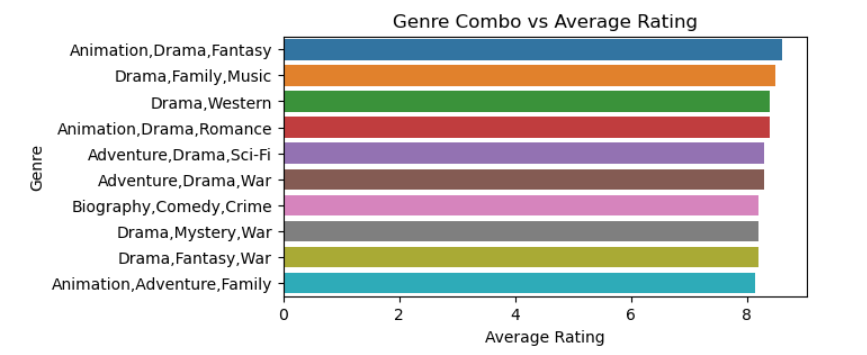 Genre Combo vs Average Rating
Genre
Animation,Drama,Fantasy
Drama,Family,Music
Drama,Western
Animation,Drama,Romance
Adventure,Drama,Sci-Fi
Adventure,Drama,War
Biography,Comedy,Crime
Drama,Mystery,War
Drama,Fantasy,War
Animation,Adventure,Family
0 2 4 6 8
Average Rating